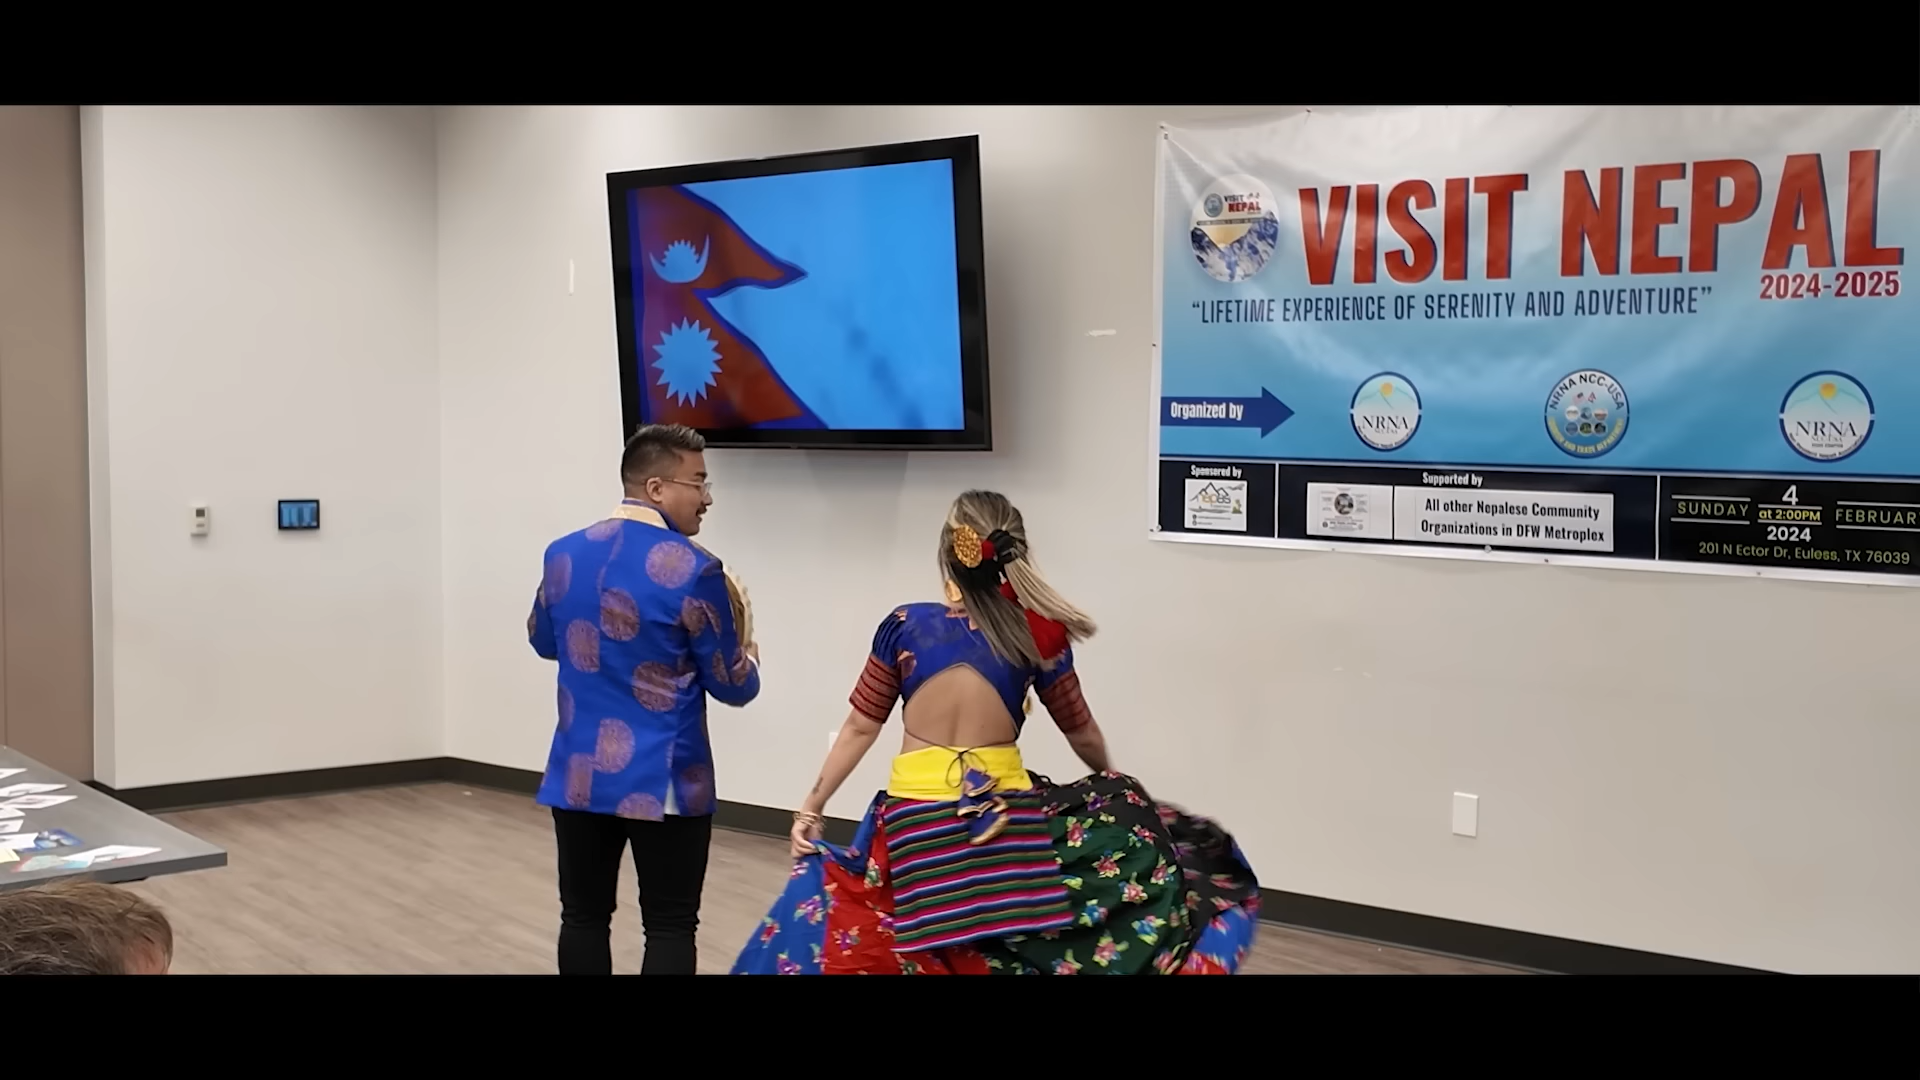 VISIT
NEPAL
VISIT NEPAL
2024-2025
“LIFETIME EXPERIENCE OF SERENITY AND ADVENTURE”
Organized by
NRNA
NRNA NCC-USA
NRNA
Sponsored by
Supported by
All other Nepalese Community
Organizations in DFW Metroplex
SUNDAY
4
at 2:00PM
2024
FEBRUAR
201 N Ector Dr, Euless, TX 76039